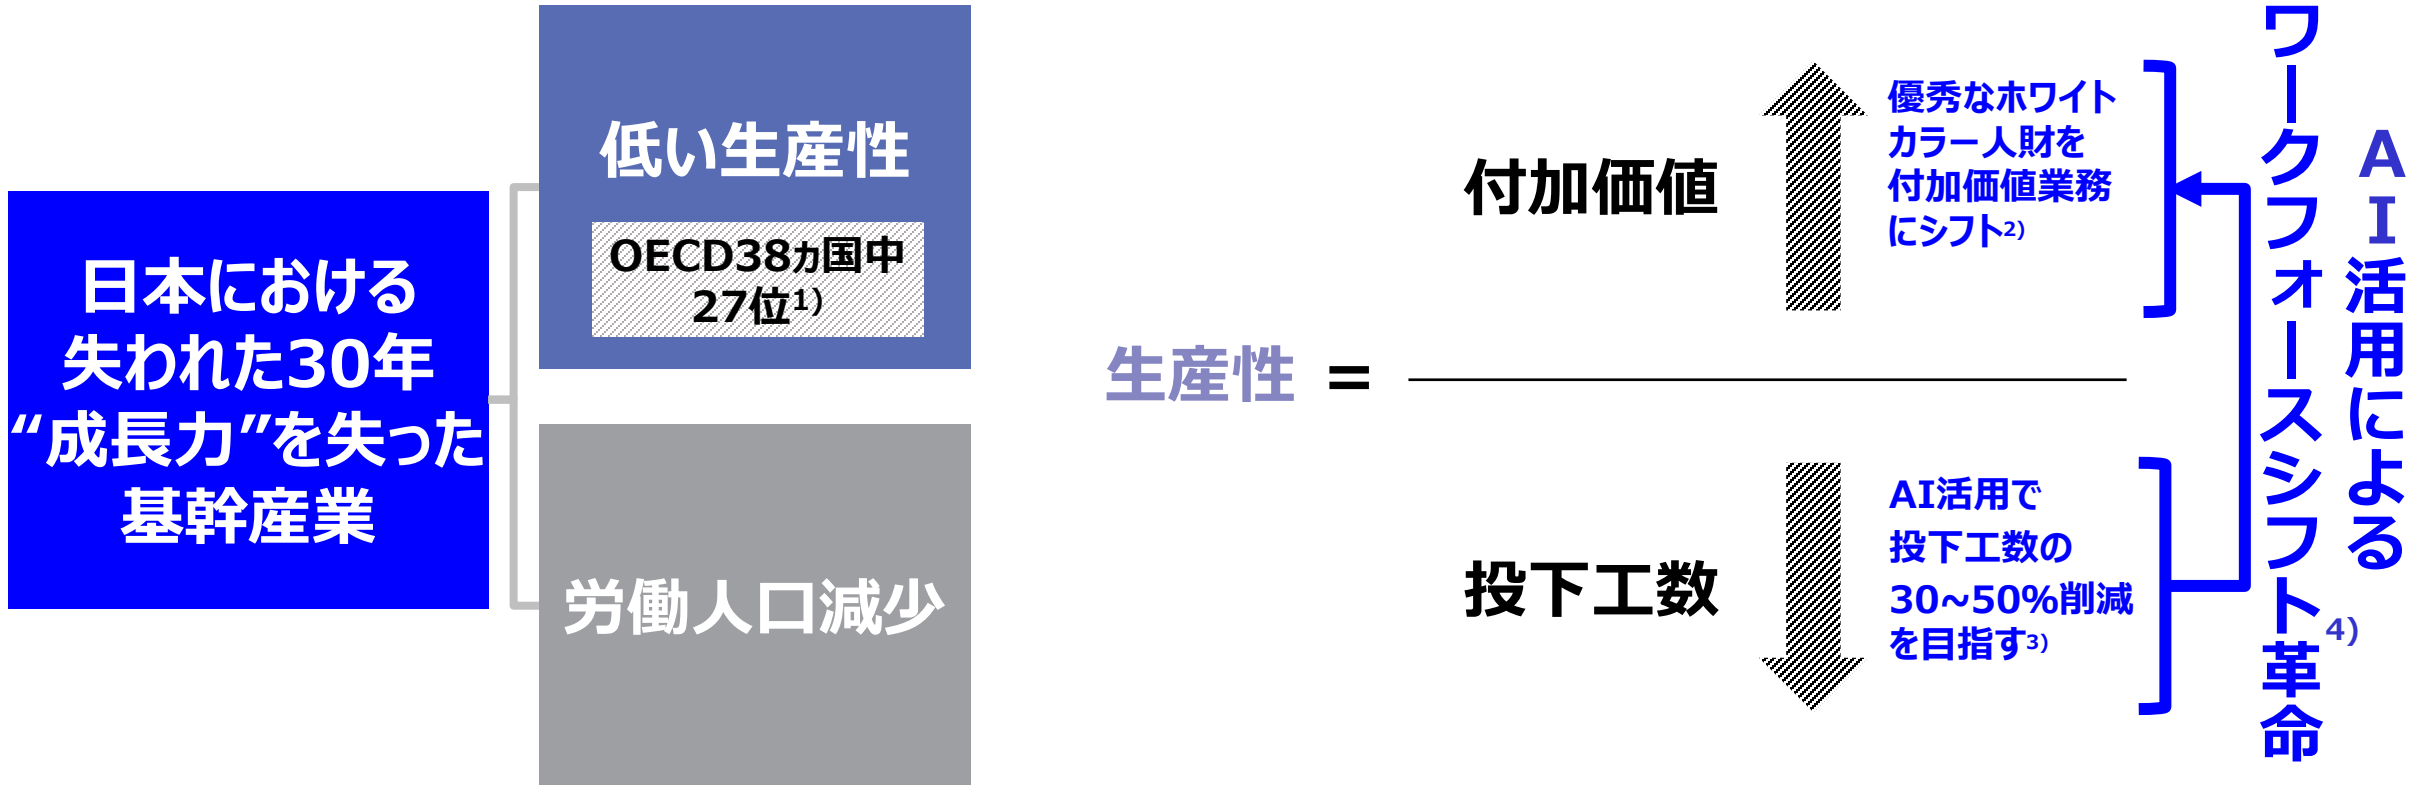 日本における
失われた30年
“成長力”を失った
基幹産業
低い生産性
OECD38ヵ国中
27位1)
労働人口減少
生産性 =
付加価値
優秀なホワイト
カラー人財を
付加価値業務
にシフト2)
投下工数
AI活用で
投下工数の
30~50%削減
を目指す3)
AI活用による
ワークフォースシフト革命4)